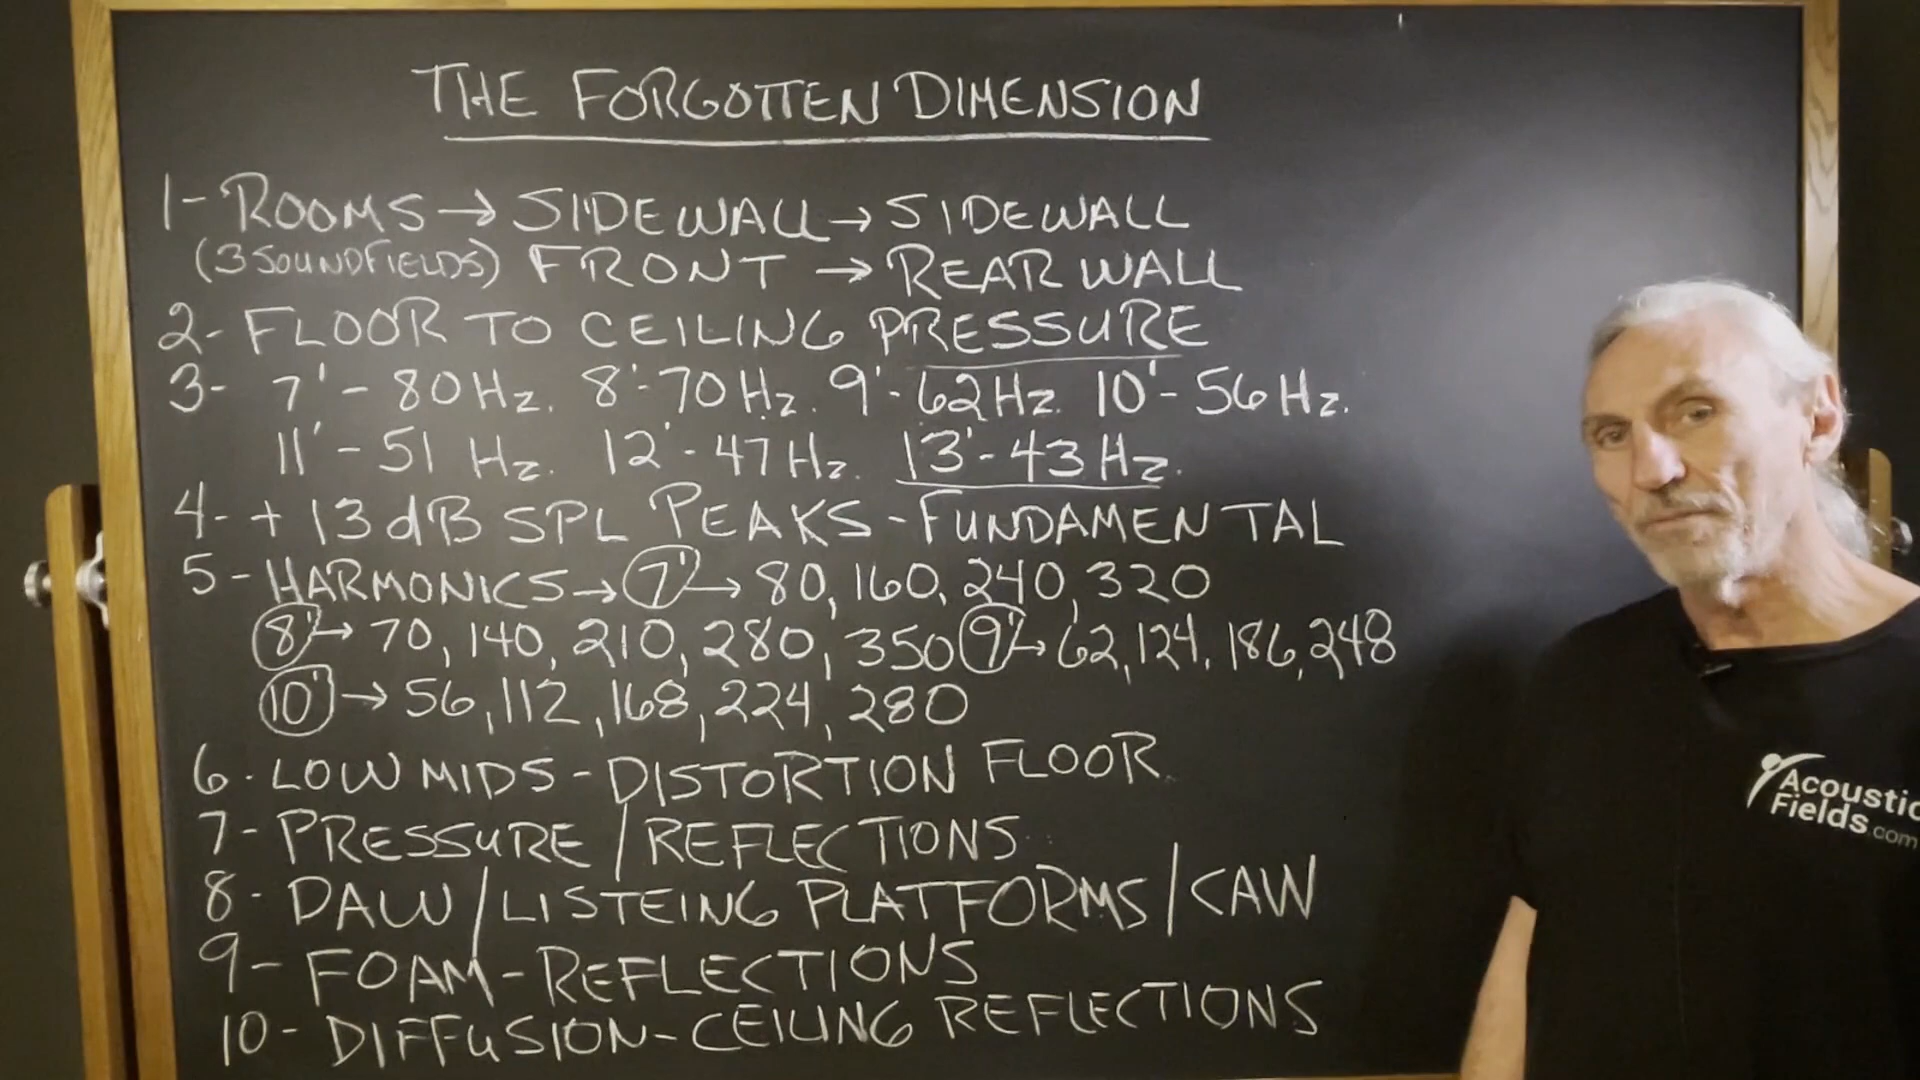 THE FORGOTTEN DIMENSION
1- ROOMS → SIDEWALL → SIDEWALL
(3 SOUNDFIELDS) FRONT → REAR WALL
2- FLOOR TO CEILING PRESSURE
3- 7' - 80 Hz. 8' - 70 Hz. 9' - 62 Hz. 10' - 56 Hz.
11' - 51 Hz. 12' - 47 Hz. 13' - 43 Hz.
4- + 13 dB SPL PEAKS - FUNDAMENTAL
5- HARMONICS → 7' → 80, 160, 240, 320
8' → 70, 140, 210, 280, 350 9' → 62, 124, 186, 248
10' → 56, 112, 168, 224, 280
6- LOW MIDS - DISTORTION FLOOR
7- PRESSURE / REFLECTIONS
8- DAW / LISTEING PLATFORMS / CAW
9- FOAM - REFLECTIONS
10- DIFFUSION - CEILING REFLECTIONS
Acoustic
Fields.com